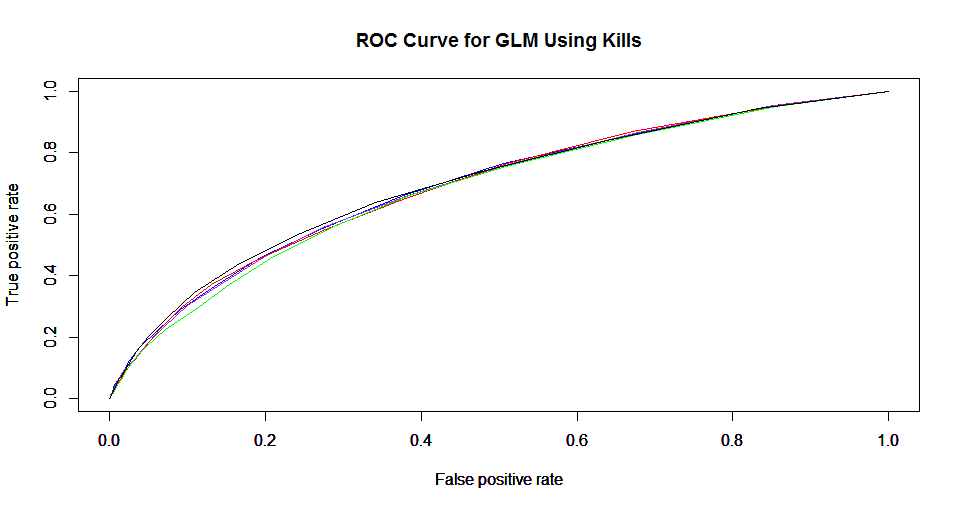 ROC Curve for GLM Using Kills
True positive rate
1.0
0.8
0.6
0.4
0.2
0.0
0.0 0.2 0.4 0.6 0.8 1.0
False positive rate